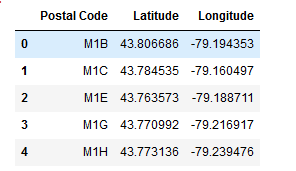 Postal Code Latitude Longitude
0 M1B 43.806686 -79.194353
1 M1C 43.784535 -79.160497
2 M1E 43.763573 -79.188711
3 M1G 43.770992 -79.216917
4 M1H 43.773136 -79.239476